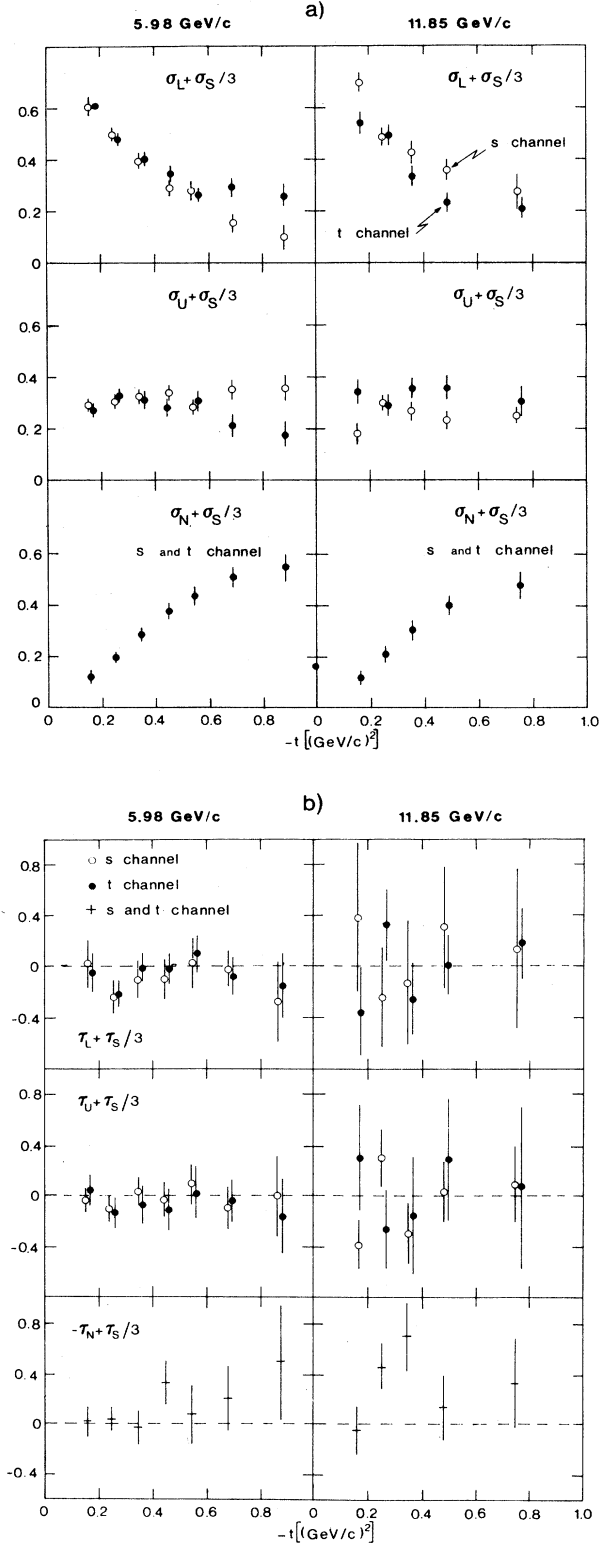 a)
5.98 GeV/c 11.85 GeV/c
σL+σS/3 σL+σS/3
0.6
0.4
0.2
0
s channel
t channel
σU+σS/3 σU+σS/3
0.6
0.4
0.2
0
σN+σS/3 σN+σS/3
s and t channel s and t channel
0.6
0.4
0.2
0
0 0.2 0.4 0.6 0.8 0 0.2 0.4 0.6 0.8 1.0
-t[(GeV/c)²]
b)
5.98 GeV/c 11.85 GeV/c
○ s channel
● t channel
+ s and t channel
0.8
0.4
0
-0.4
τL+τS/3
τU+τS/3
0.8
0.4
0
-0.4
-τN+τS/3
0.8
0.4
0
-0.4
0 0.2 0.4 0.6 0.8 0 0.2 0.4 0.6 0.8 1.0
-t[(GeV/c)²]